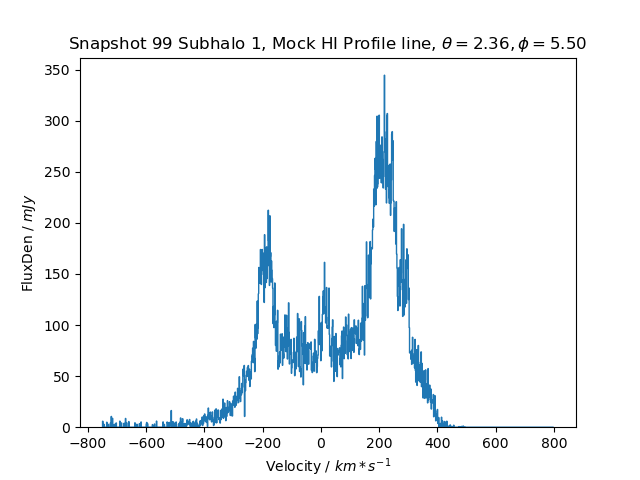 Snapshot 99 Subhalo 1, Mock HI Profile line, θ = 2.36, ϕ = 5.50
350
300
250
200
150
100
50
0
FluxDen / mJy
−800 −600 −400 −200 0 200 400 600 800
Velocity / km * s⁻¹